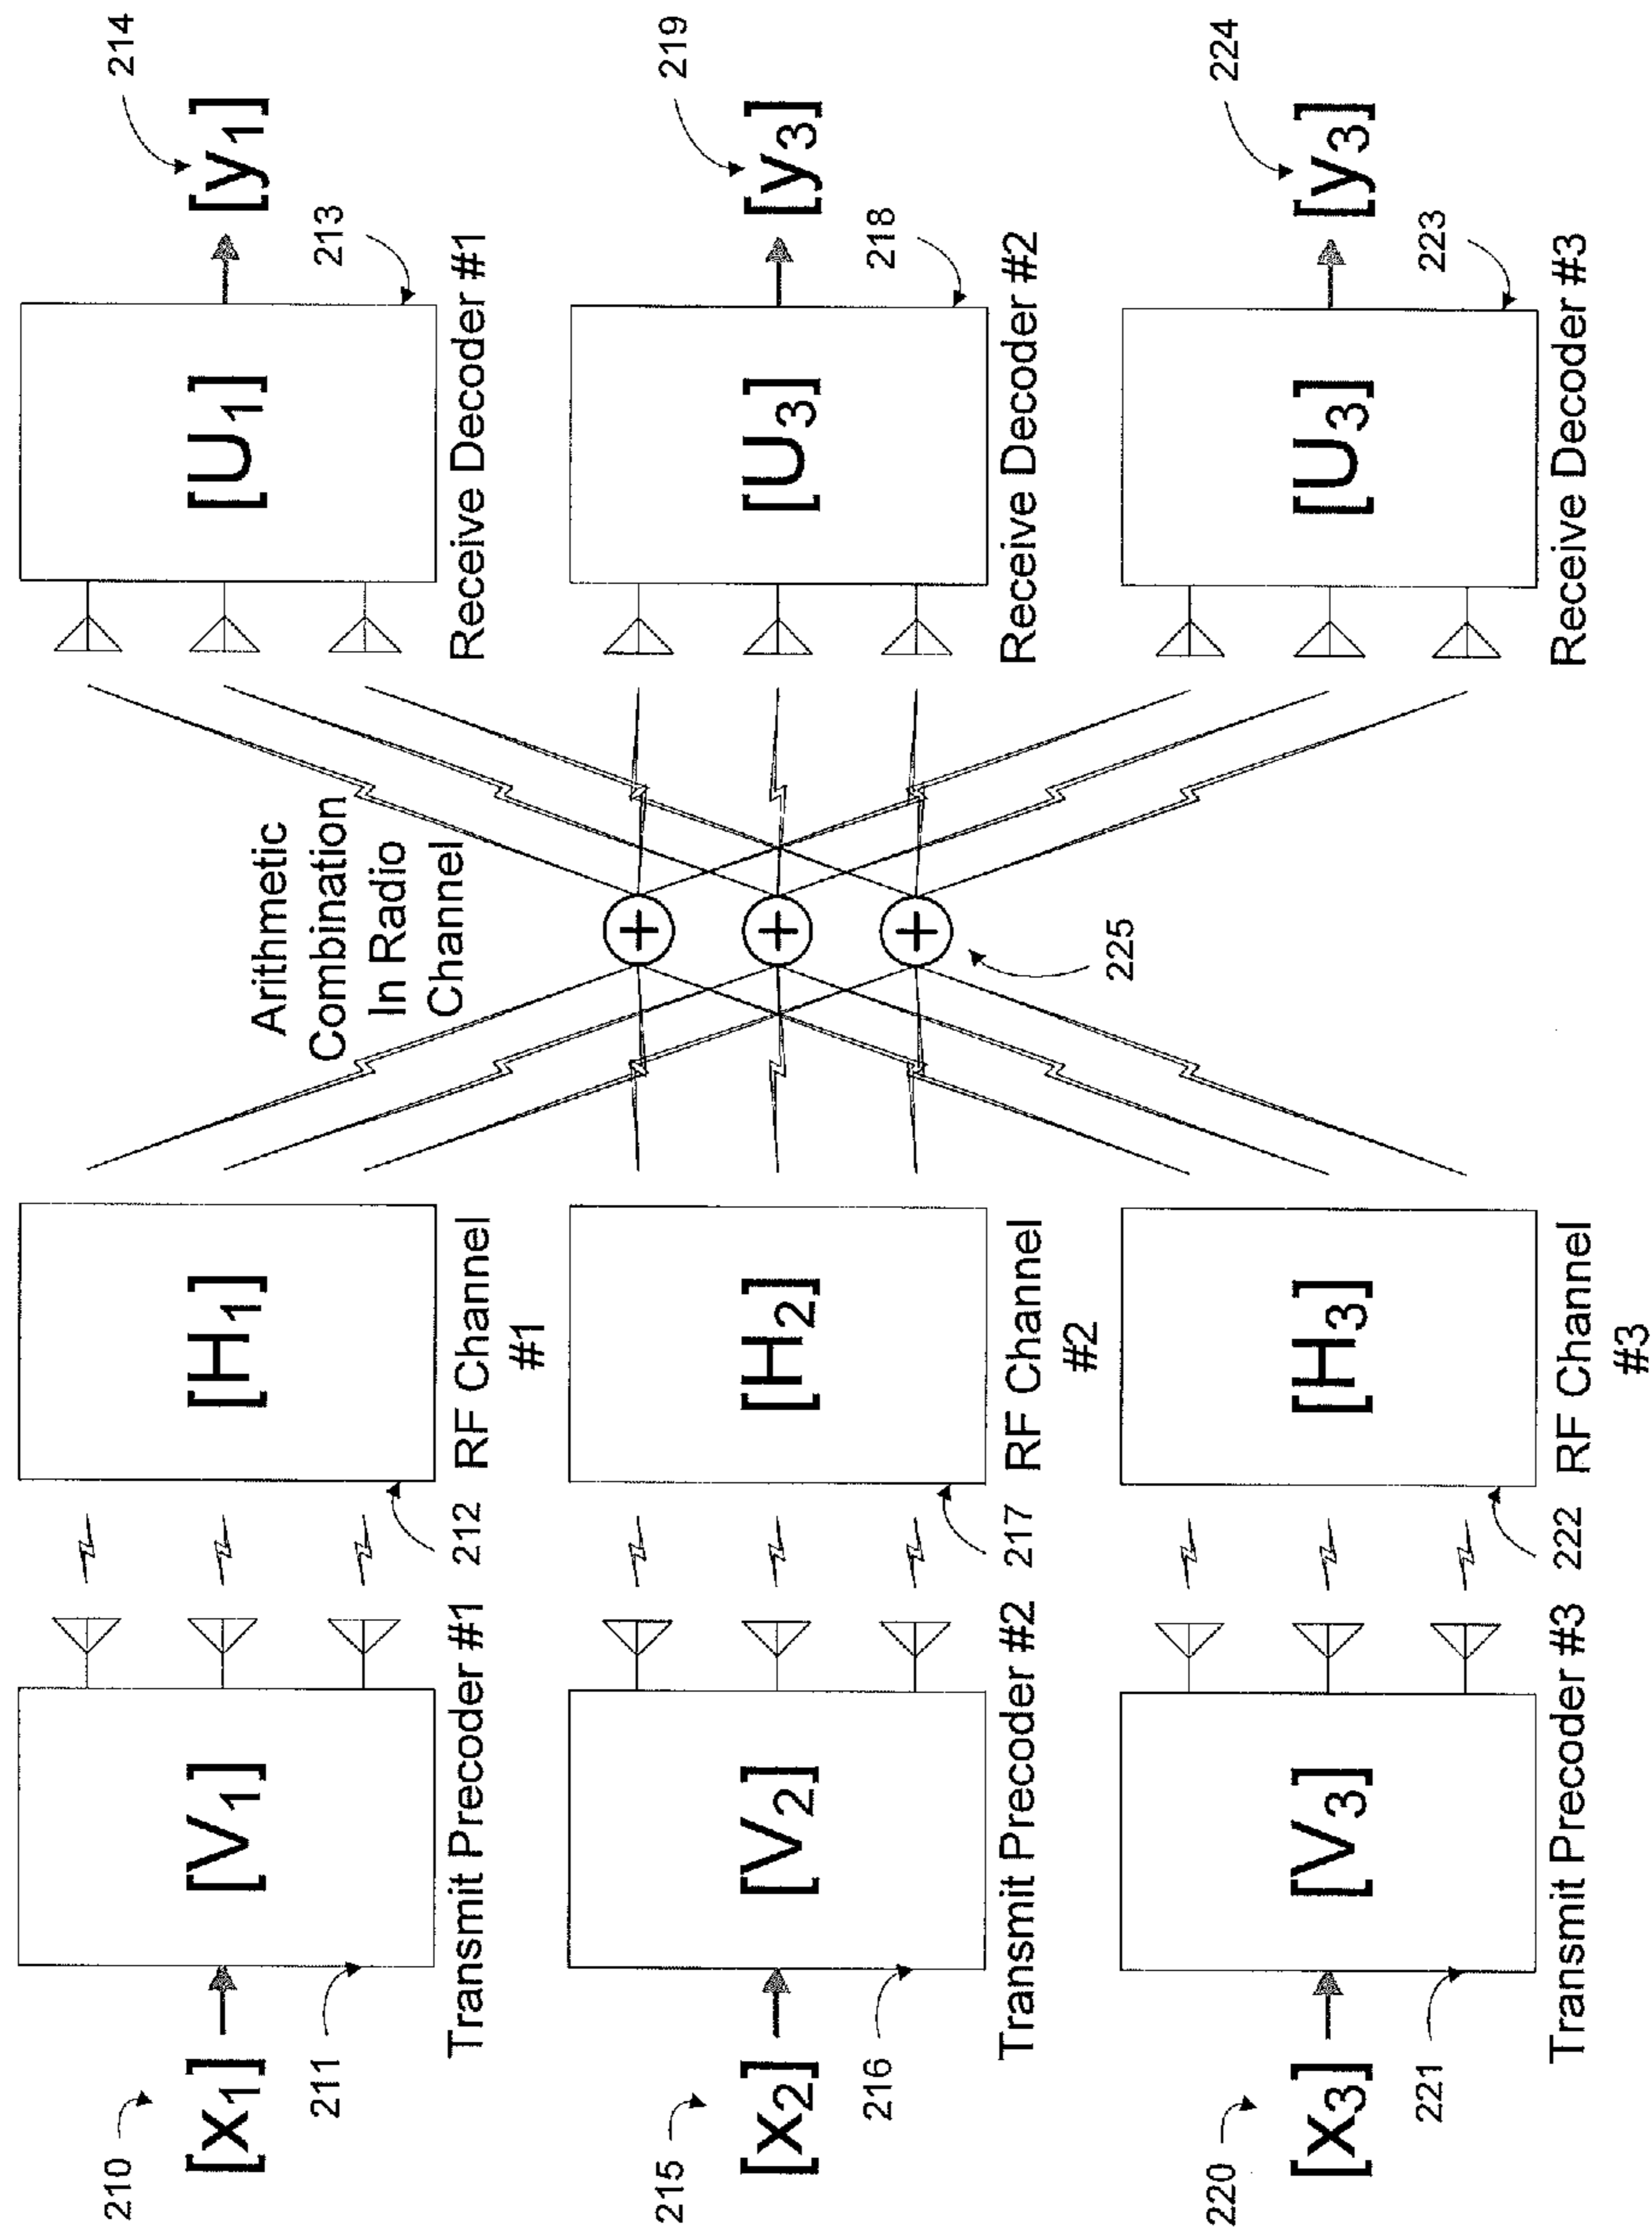 210
[x1]
211
[V1]
Transmit Precoder #1
212
[H1]
RF Channel
#1
Arithmetic
Combination
In Radio
Channel
[U1]
213
Receive Decoder #1
[y1]
214
215
[x2]
216
[V2]
Transmit Precoder #2
217
[H2]
RF Channel
#2
+
+
+
225
[U3]
218
Receive Decoder #2
[y3]
219
220
[x3]
221
[V3]
Transmit Precoder #3
222
[H3]
RF Channel
#3
[U3]
223
Receive Decoder #3
[y3]
224